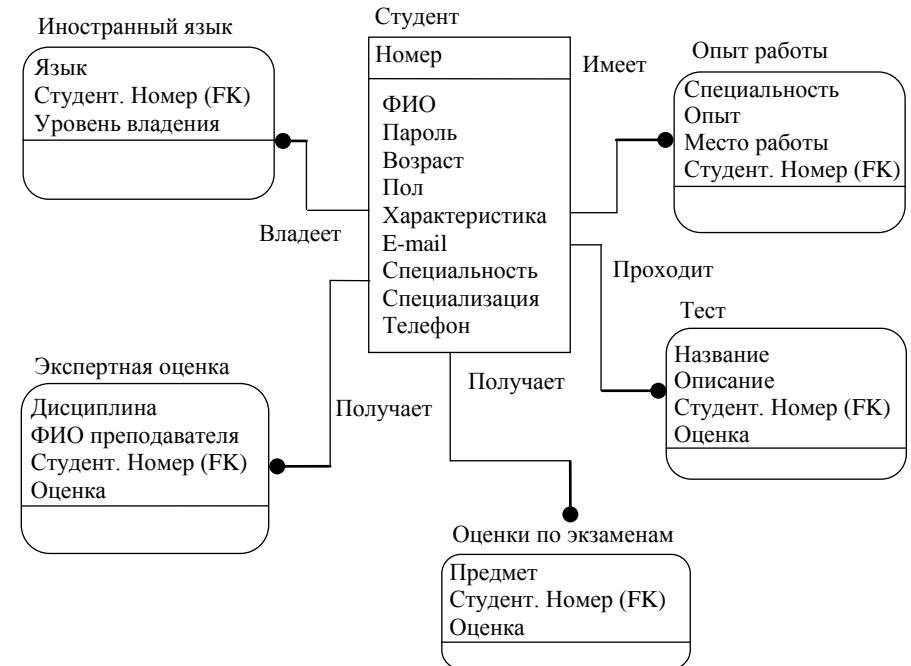 Студент
Иностранный язык
Язык
Студент. Номер (FK)
Уровень владения
Владеет
Номер
ФИО
Пароль
Возраст
Пол
Характеристика
E-mail
Специальность
Специализация
Телефон
Имеет
Опыт работы
Специальность
Опыт
Место работы
Студент. Номер (FK)
Проходит
Тест
Название
Описание
Студент. Номер (FK)
Оценка
Экспертная оценка
Дисциплина
ФИО преподавателя
Студент. Номер (FK)
Оценка
Получает
Получает
Оценки по экзаменам
Предмет
Студент. Номер (FK)
Оценка